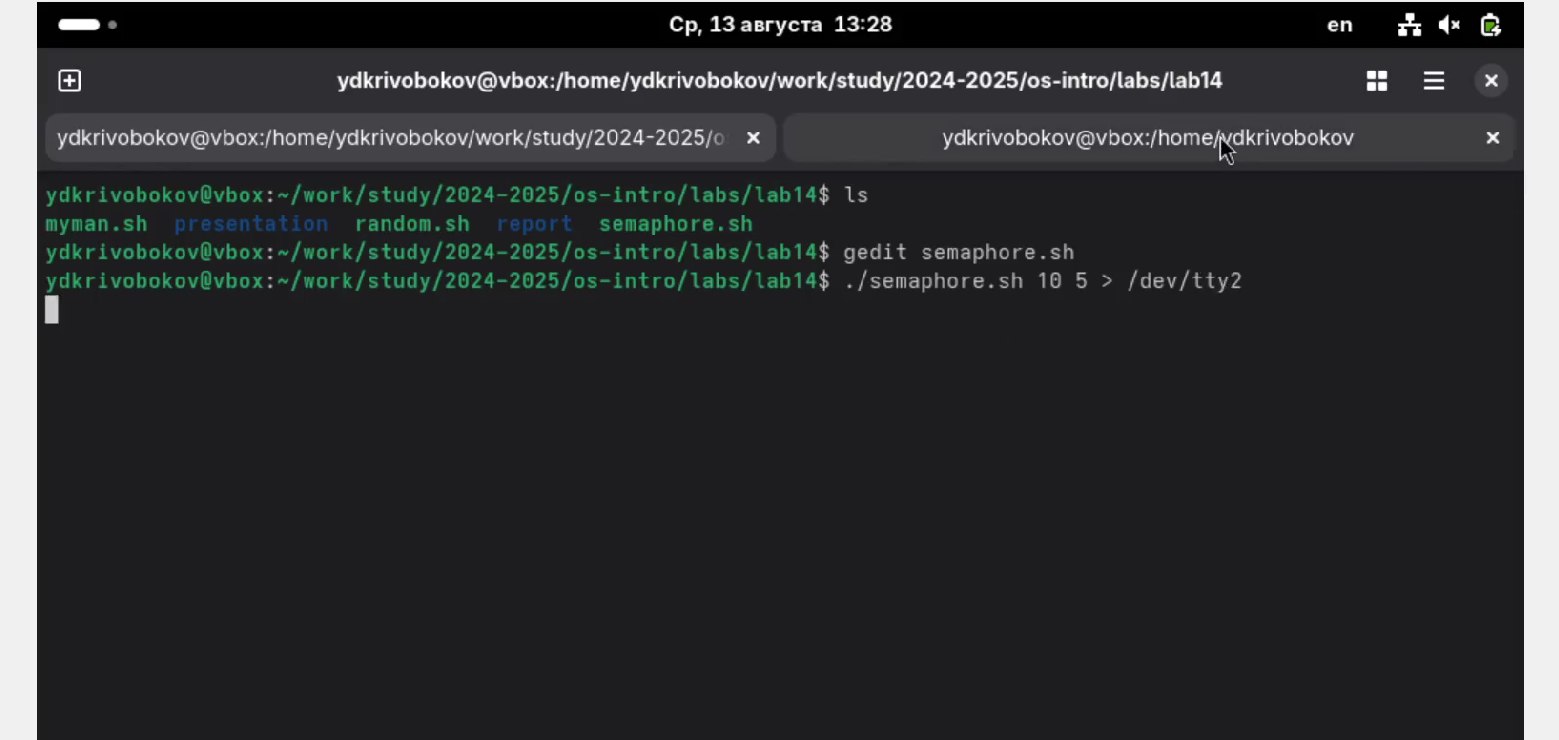 Ср, 13 августа 13:28
en
ydkrivobokov@vbox:/home/ydkrivobokov/work/study/2024-2025/os-intro/labs/lab14
ydkrivobokov@vbox:/home/ydkrivobokov/work/study/2024-2025/o
ydkrivobokov@vbox:/home/ydkrivobokov
ydkrivobokov@vbox:~/work/study/2024-2025/os-intro/labs/lab14$ ls
myman.sh presentation random.sh report semaphore.sh
ydkrivobokov@vbox:~/work/study/2024-2025/os-intro/labs/lab14$ gedit semaphore.sh
ydkrivobokov@vbox:~/work/study/2024-2025/os-intro/labs/lab14$ ./semaphore.sh 10 5 > /dev/tty2